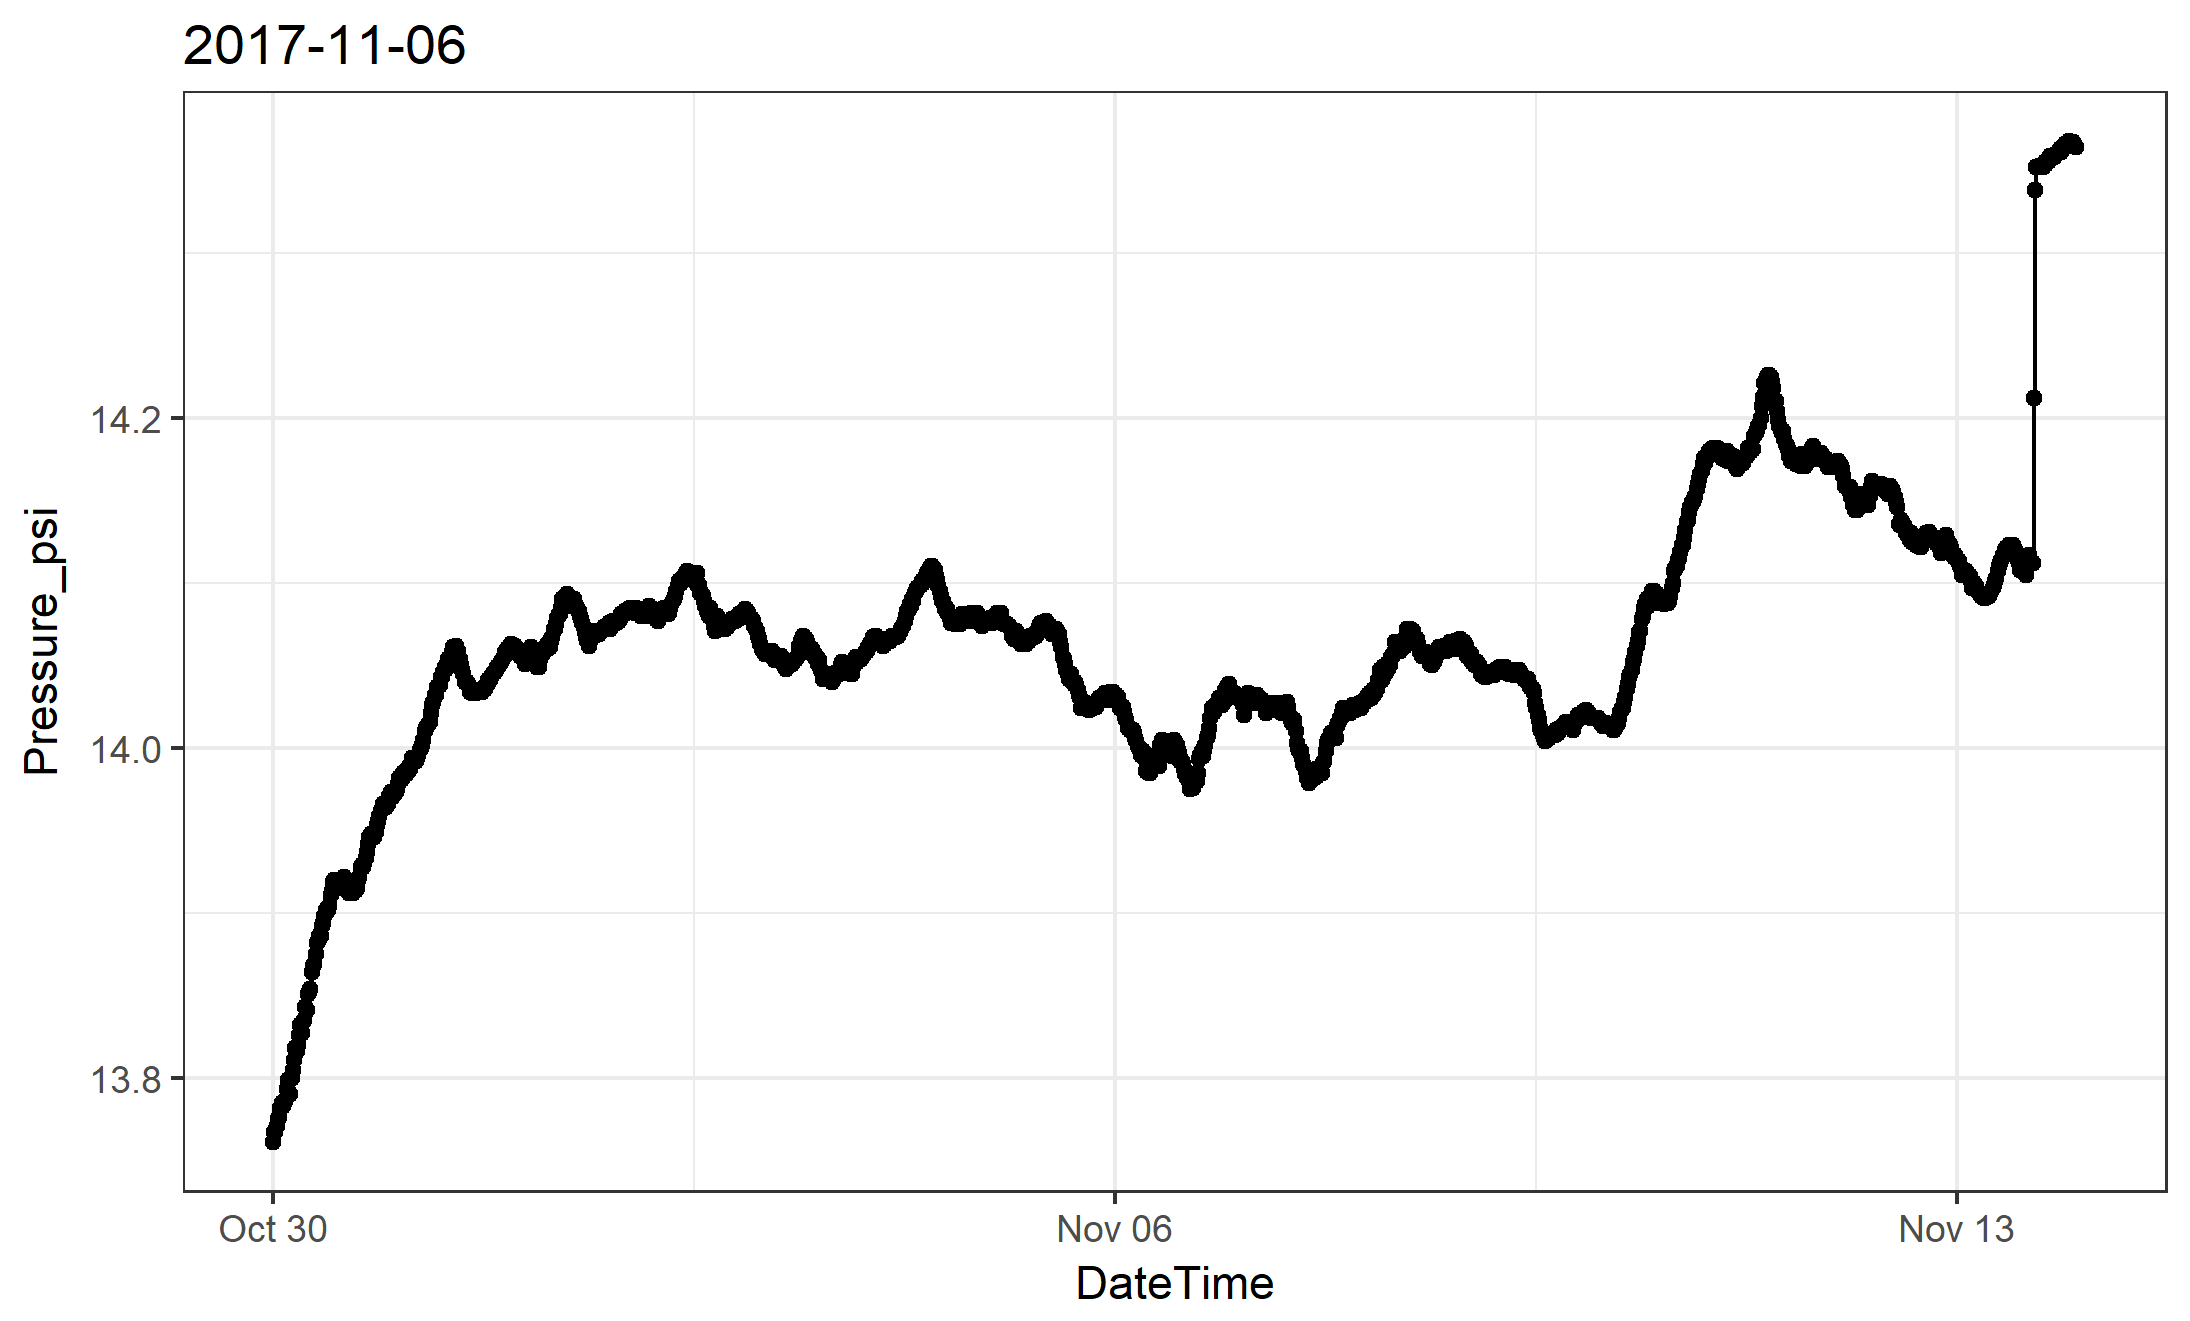 2017-11-06
Pressure_psi
14.2
14.0
13.8
Oct 30
Nov 06
Nov 13
DateTime